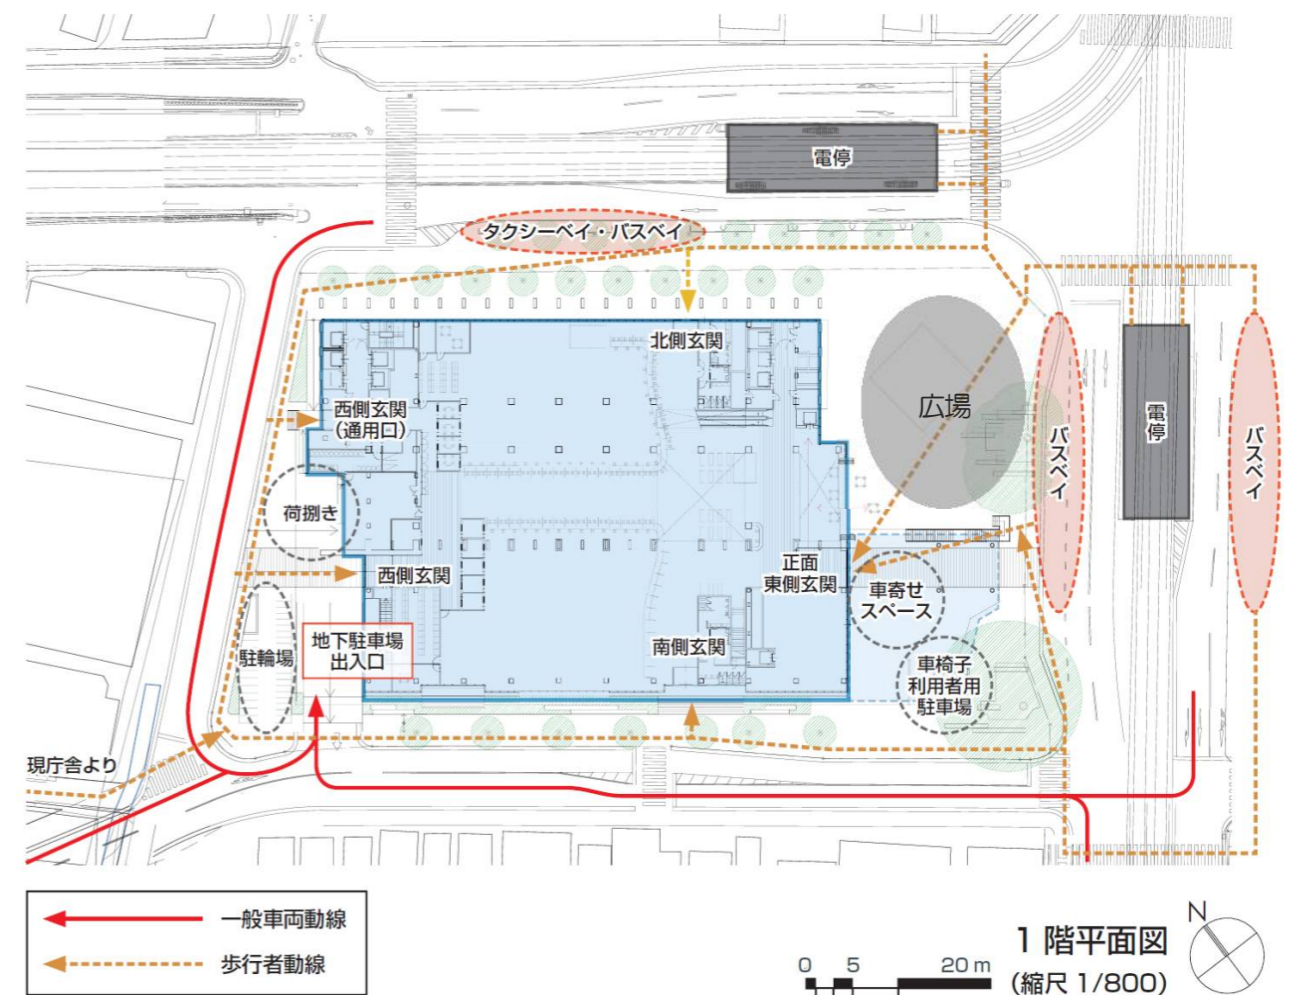 電停
タクシーベイ・バスベイ
北側玄関
西側玄関
(通用口)
広場
バスベイ
電停
バスベイ
荷捌き
西側玄関
正面
東側玄関
車寄せ
スペース
駐輪場
地下駐車場
出入口
南側玄関
車椅子
利用者用
駐車場
現庁舎より
一般車両動線
歩行者動線
0 5 20 m
1 階平面図
(縮尺 1/800)
N